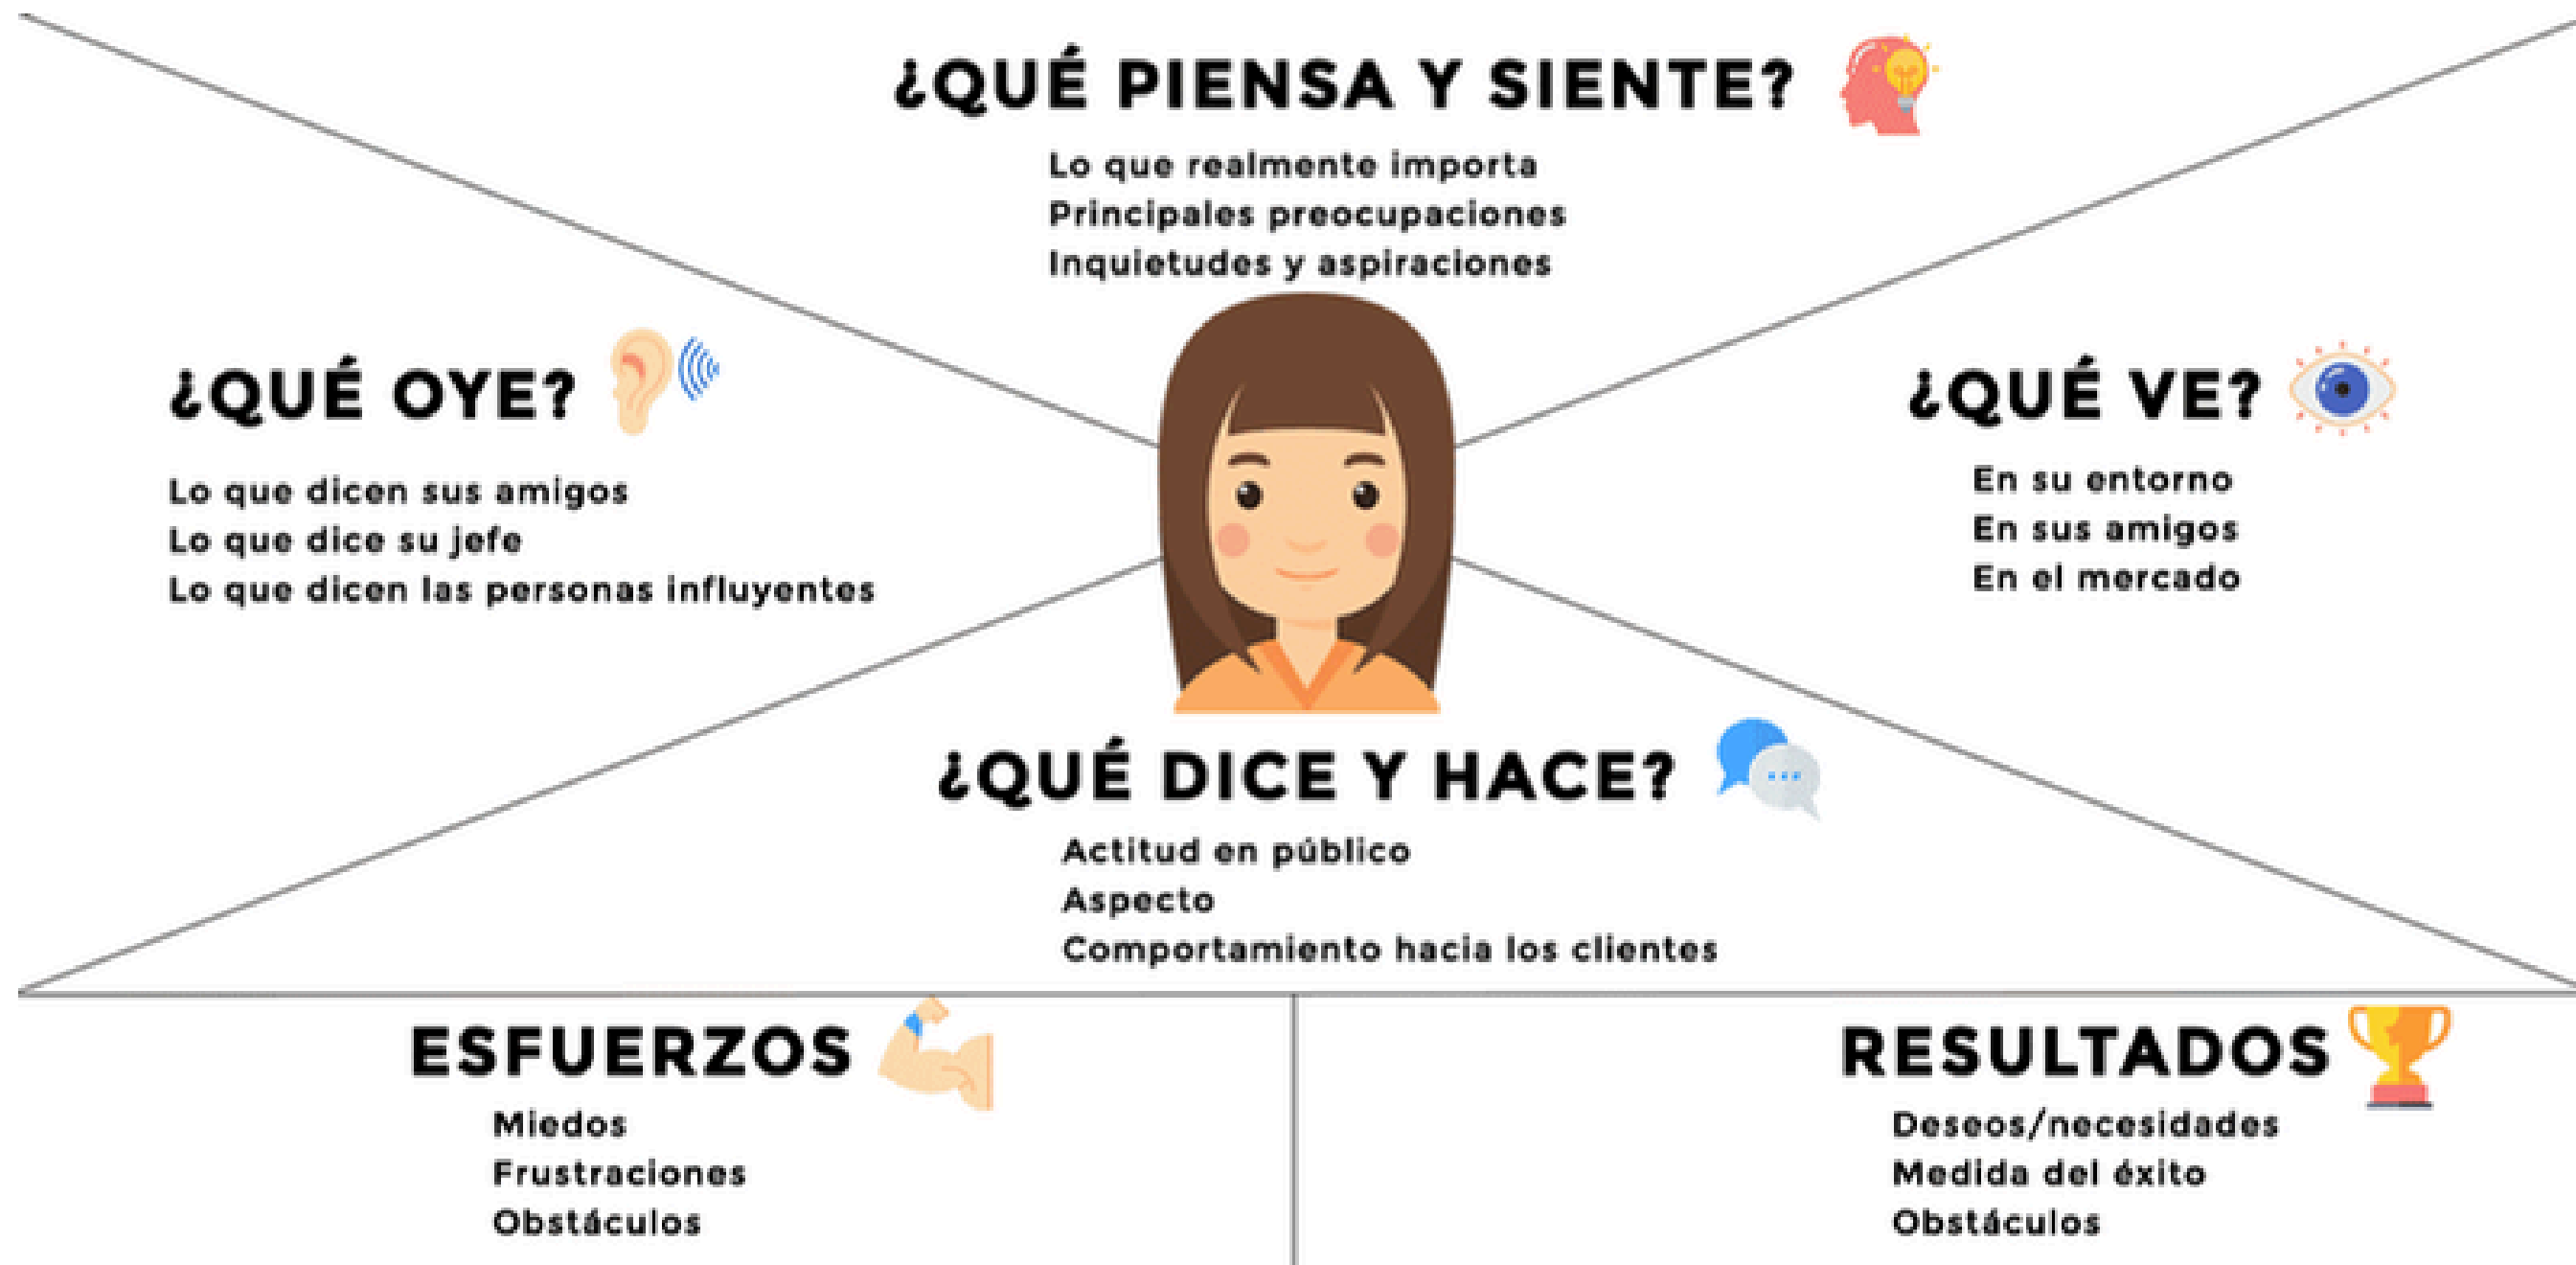 ¿QUÉ PIENSA Y SIENTE?
Lo que realmente importa
Principales preocupaciones
Inquietudes y aspiraciones
¿QUÉ OYE?
Lo que dicen sus amigos
Lo que dice su jefe
Lo que dicen las personas influyentes
¿QUÉ VE?
En su entorno
En sus amigos
En el mercado
¿QUÉ DICE Y HACE?
Actitud en público
Aspecto
Comportamiento hacia los clientes
ESFUERZOS
Miedos
Frustraciones
Obstáculos
RESULTADOS
Deseos/necesidades
Medida del éxito
Obstáculos